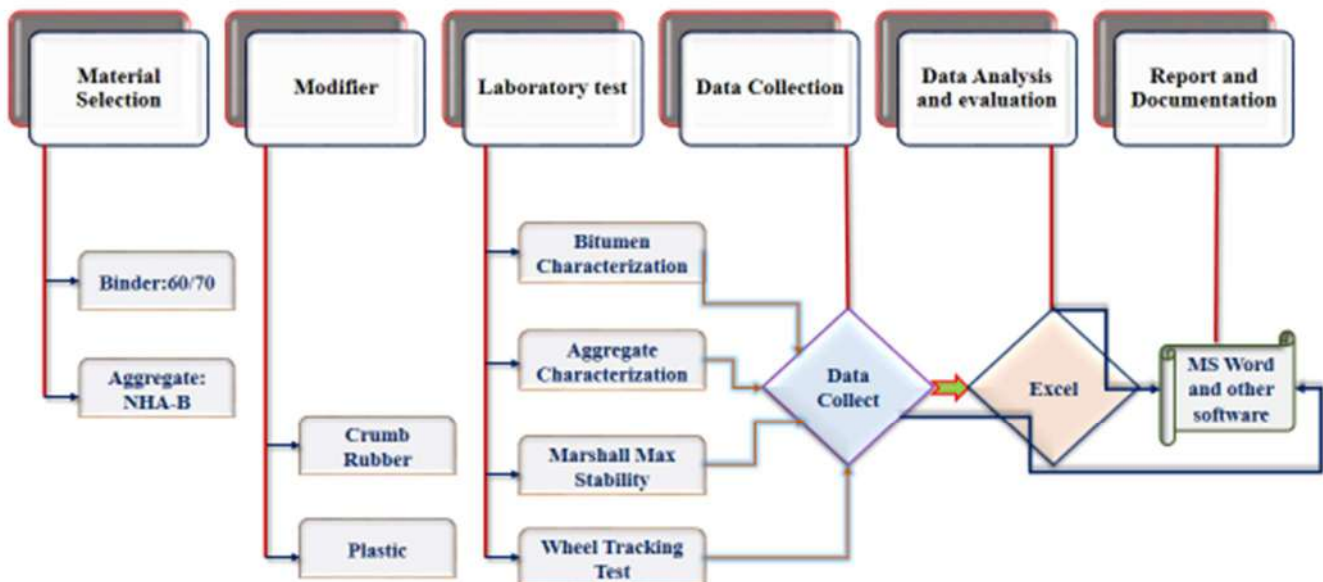 Material
Selection
Modifier
Laboratory test
Data Collection
Data Analysis
and evaluation
Report and
Documentation
Binder:60/70
Aggregate:
NHA-B
Crumb
Rubber
Plastic
Bitumen
Characterization
Aggregate
Characterization
Marshall Max
Stability
Wheel Tracking
Test
Data
Collect
Excel
MS Word
and other
software